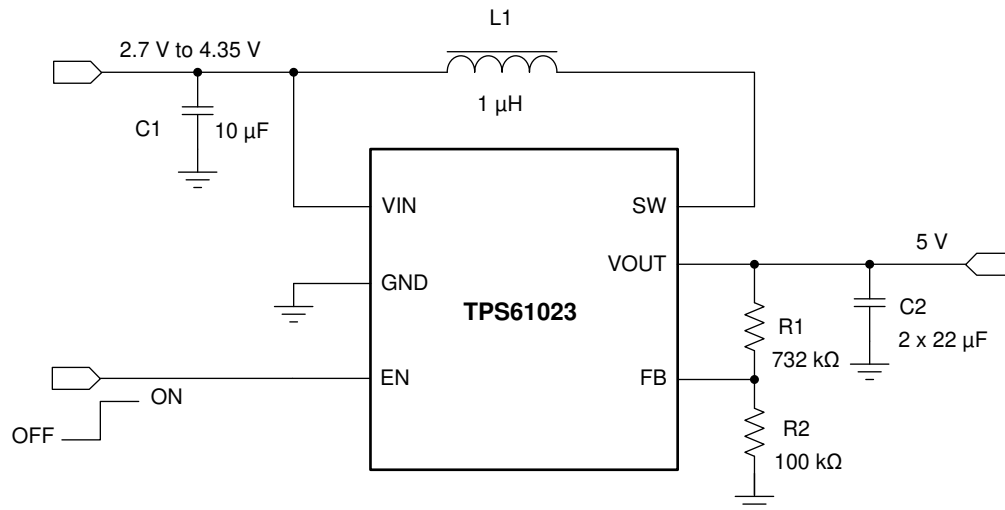 L1
2.7 V to 4.35 V
1 µH
C1
10 µF
VIN
SW
5 V
VOUT
GND
TPS61023
R1
C2
732 kΩ
2 x 22 µF
EN
FB
ON
OFF
R2
100 kΩ